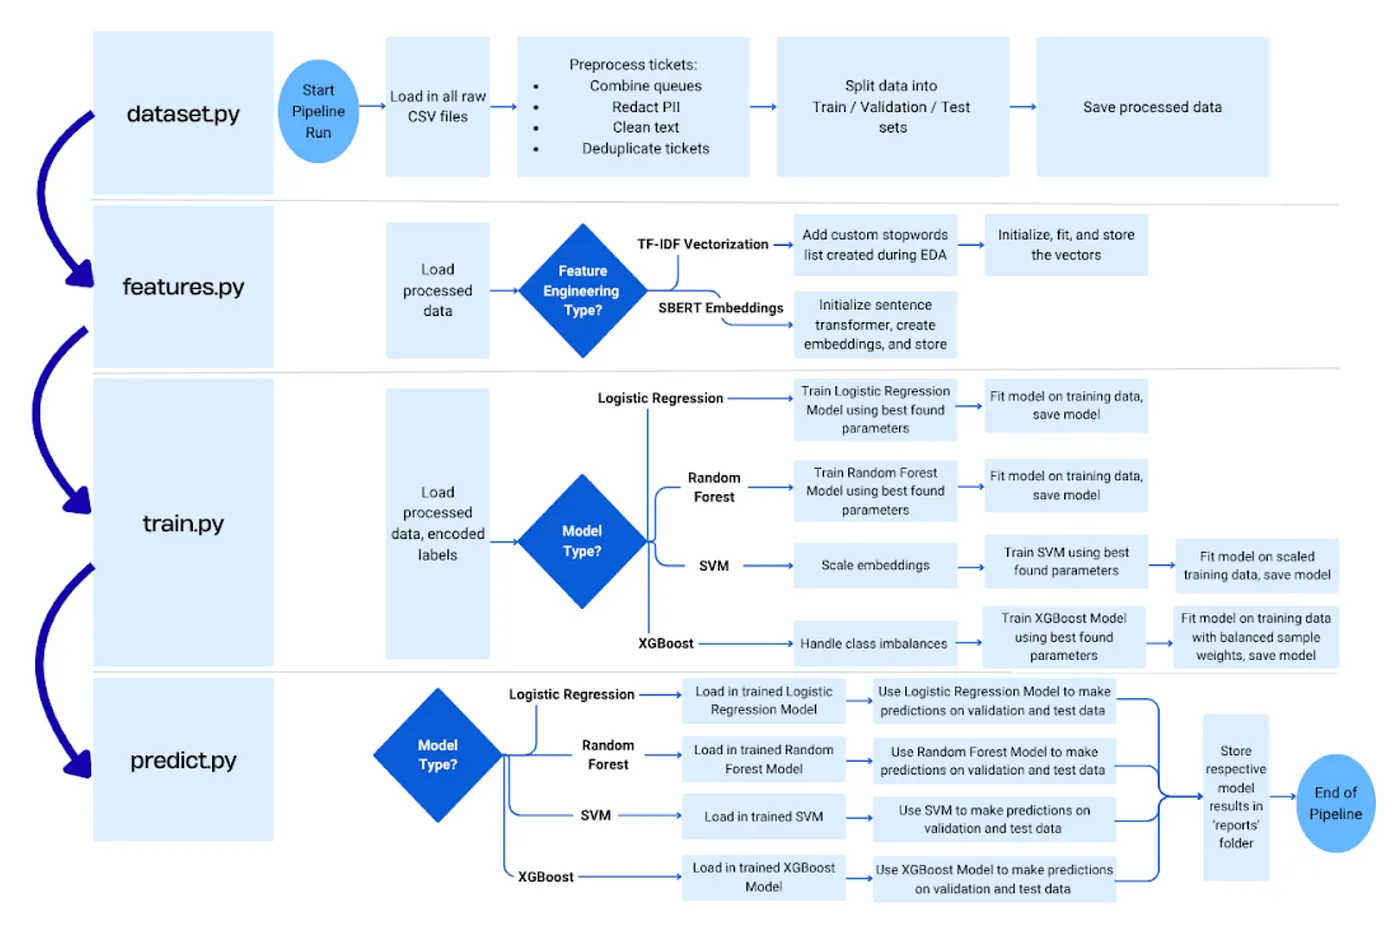 dataset.py
Start
Pipeline
Run
Load in all raw
CSV files
Preprocess tickets:
• Combine queues
• Redact PII
• Clean text
• Deduplicate tickets
Split data into
Train / Validation / Test
sets
Save processed data
features.py
Load
processed
data
Feature
Engineering
Type?
TF-IDF Vectorization
Add custom stopwords
list created during EDA
Initialize, fit, and store
the vectors
SBERT Embeddings
Initialize sentence
transformer, create
embeddings, and store
train.py
Load
processed
data, encoded
labels
Model
Type?
Logistic Regression
Train Logistic Regression
Model using best found
parameters
Fit model on training data,
save model
Random
Forest
Train Random Forest
Model using best found
parameters
Fit model on training data,
save model
SVM
Scale embeddings
Train SVM using best
found parameters
Fit model on scaled
training data, save model
XGBoost
Handle class imbalances
Train XGBoost Model
using best found
parameters
Fit model on training data
with balanced sample
weights, save model
predict.py
Model
Type?
Logistic Regression
Load in trained Logistic
Regression Model
Use Logistic Regression Model to make
predictions on validation and test data
Random
Forest
Load in trained Random
Forest Model
Use Random Forest Model to make
predictions on validation and test data
SVM
Load in trained SVM
Use SVM to make predictions on
validation and test data
XGBoost
Load in trained XGBoost
Model
Use XGBoost Model to make predictions
on validation and test data
Store
respective
model
results in
'reports'
folder
End of
Pipeline